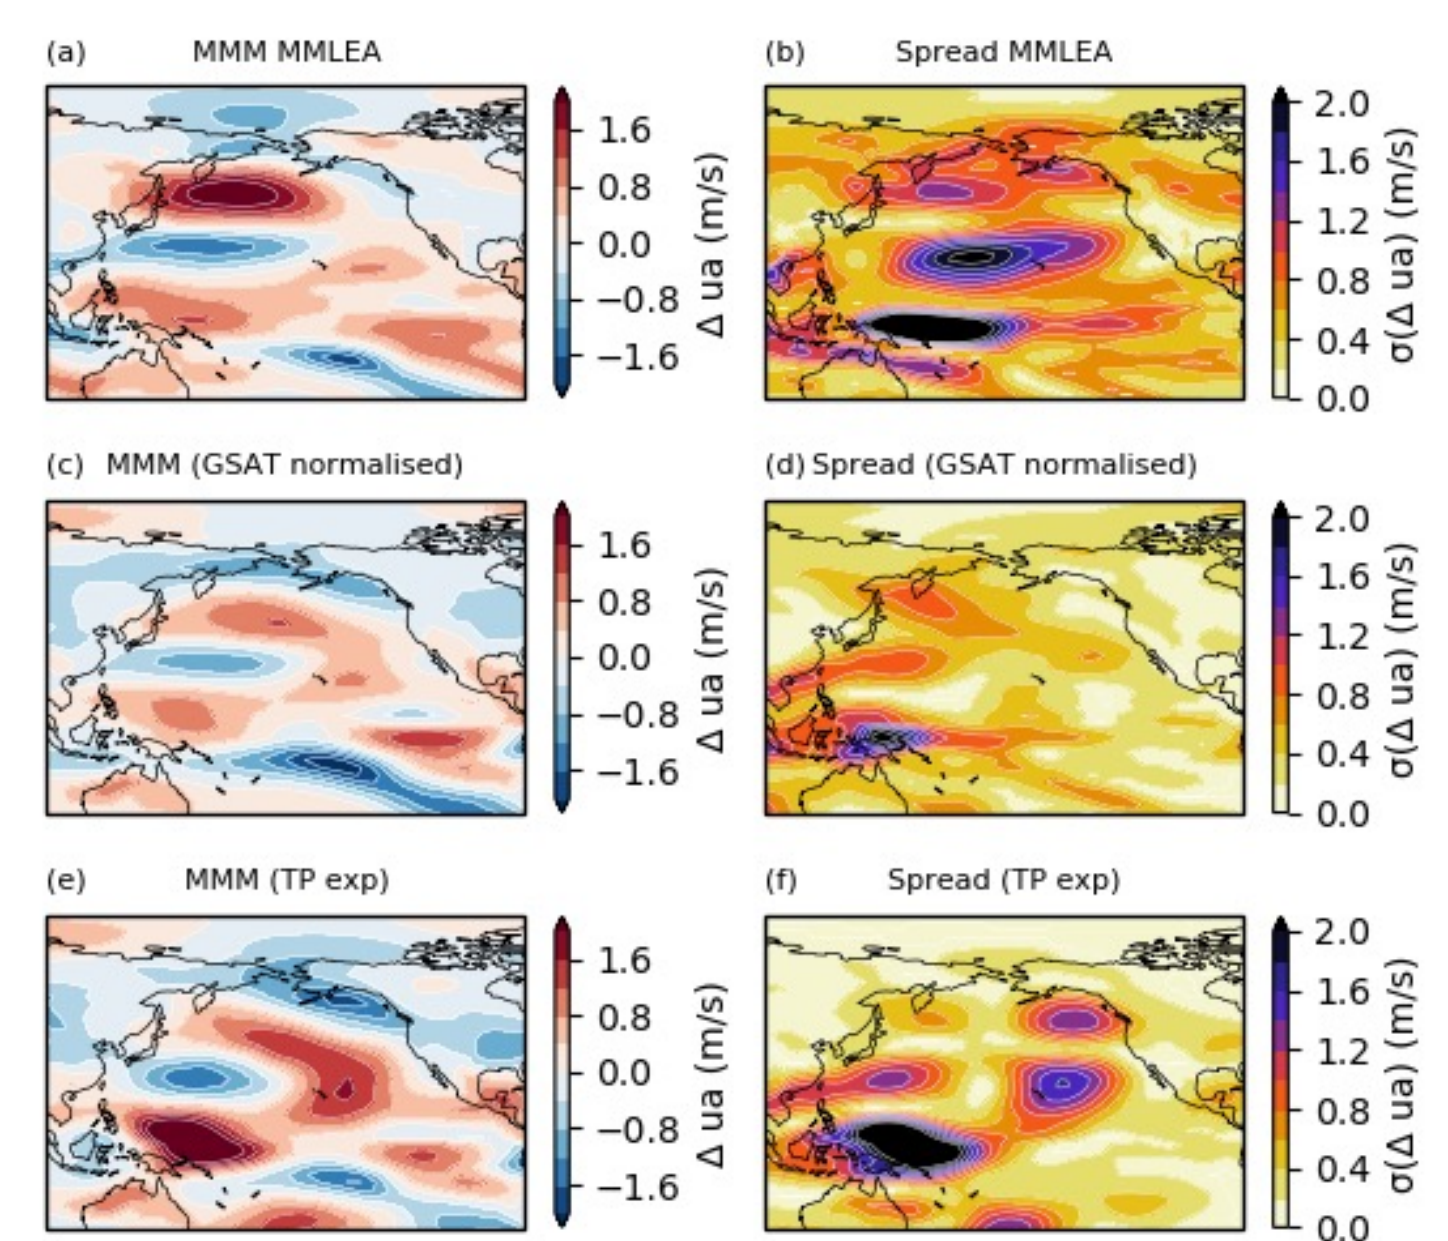 (a) MMM MMLEA
1.6
0.8
0.0
−0.8
−1.6
Δ ua (m/s)
(b) Spread MMLEA
2.0
1.6
1.2
0.8
0.4
0.0
σ(Δ ua) (m/s)
(c) MMM (GSAT normalised)
1.6
0.8
0.0
−0.8
−1.6
Δ ua (m/s)
(d) Spread (GSAT normalised)
2.0
1.6
1.2
0.8
0.4
0.0
σ(Δ ua) (m/s)
(e) MMM (TP exp)
1.6
0.8
0.0
−0.8
−1.6
Δ ua (m/s)
(f) Spread (TP exp)
2.0
1.6
1.2
0.8
0.4
0.0
σ(Δ ua) (m/s)